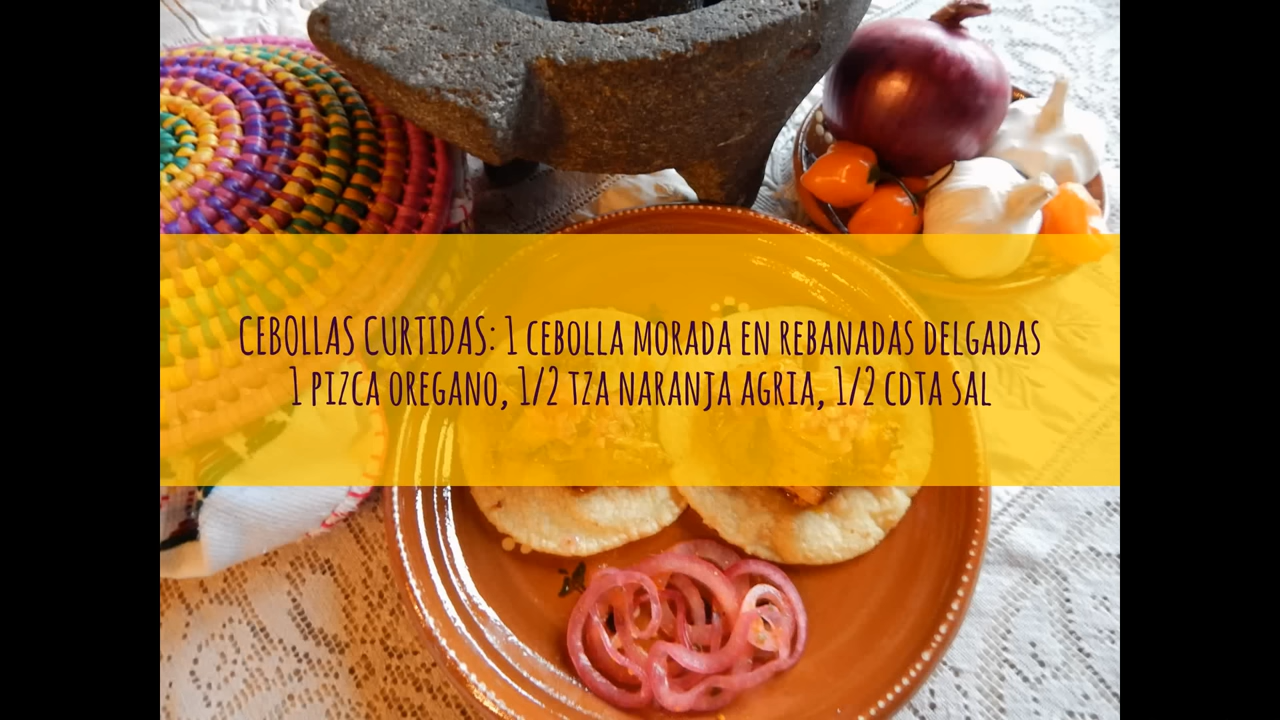 CEBOLLAS CURTIDAS: 1 CEBOLLA MORADA EN REBANADAS DELGADAS
1 PIZCA OREGANO, 1/2 TZA NARANJA AGRIA, 1/2 CDTA SAL